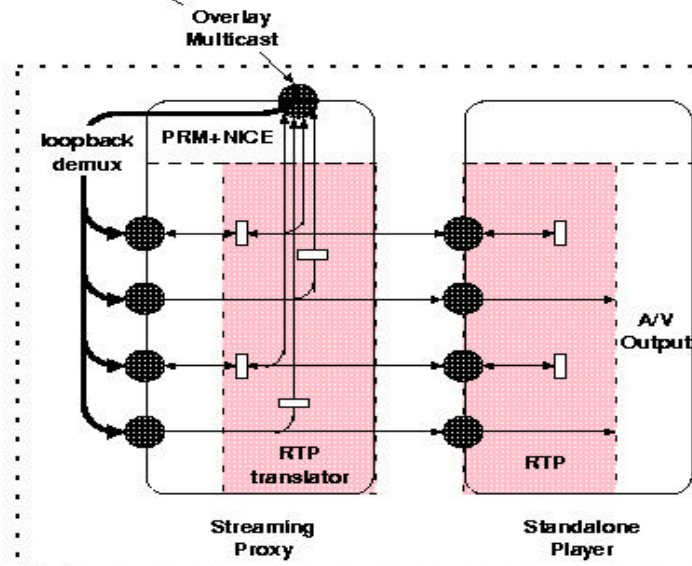 Overlay
Multicast
loopback
demux
PRM+NICE
A/V
Output
RTP
translator
RTP
Streaming
Proxy
Standalone
Player